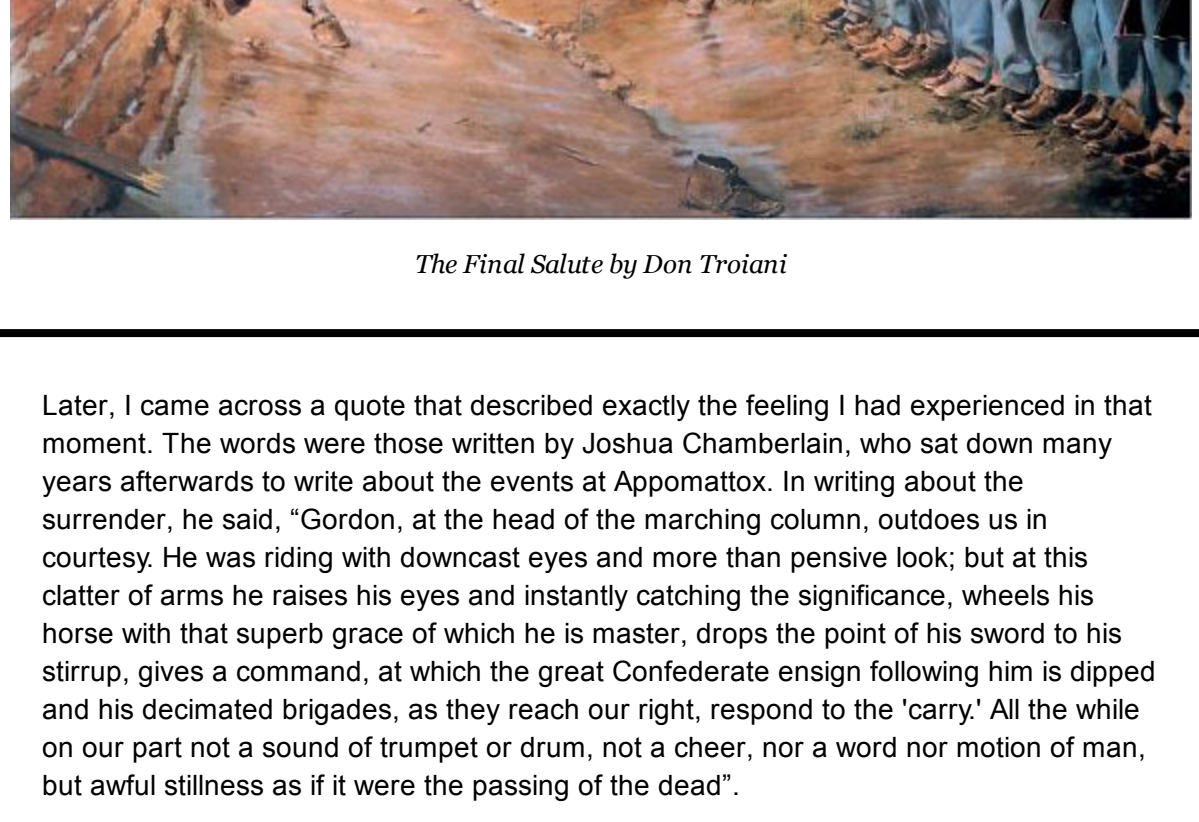 The Final Salute by Don Troiani
Later, I came across a quote that described exactly the feeling I had experienced in that
moment. The words were those written by Joshua Chamberlain, who sat down many
years afterwards to write about the events at Appomattox. In writing about the
surrender, he said, “Gordon, at the head of the marching column, outdoes us in
courtesy. He was riding with downcast eyes and more than pensive look; but at this
clatter of arms he raises his eyes and instantly catching the significance, wheels his
horse with that superb grace of which he is master, drops the point of his sword to his
stirrup, gives a command, at which the great Confederate ensign following him is dipped
and his decimated brigades, as they reach our right, respond to the 'carry.' All the while
on our part not a sound of trumpet or drum, not a cheer, nor a word nor motion of man,
but awful stillness as if it were the passing of the dead”.